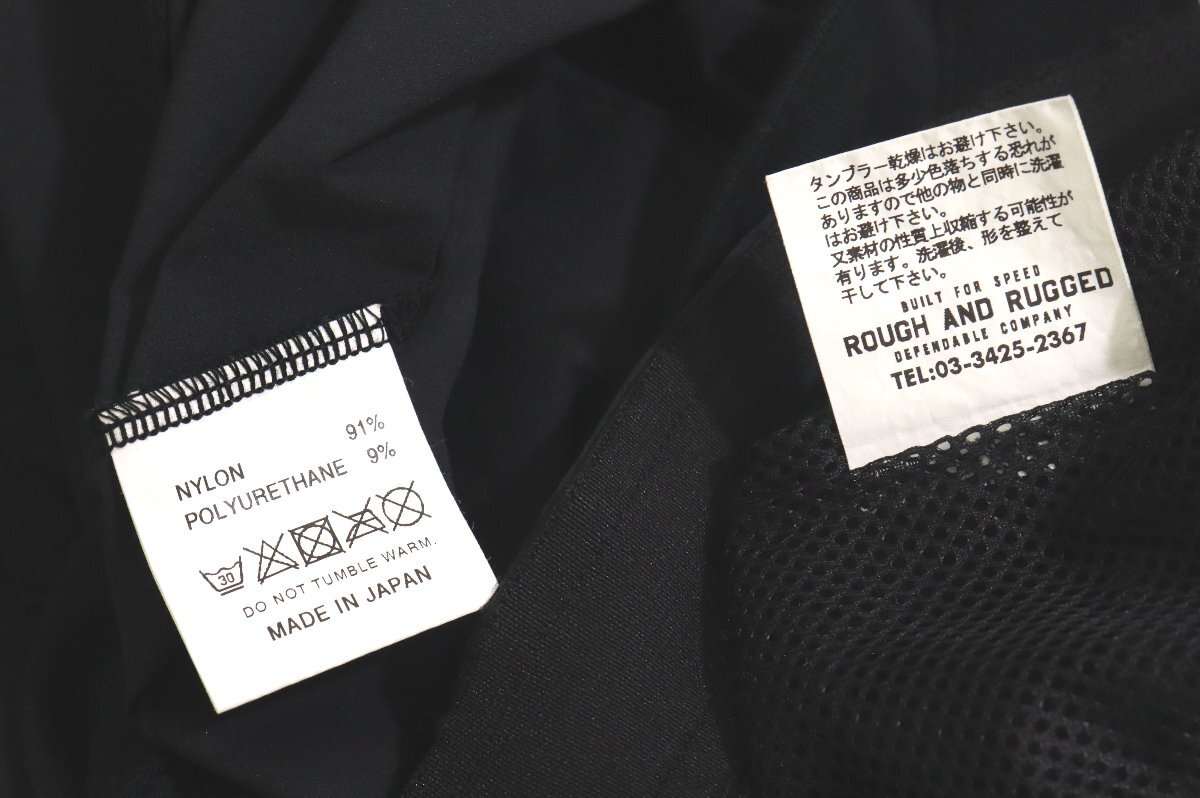 NYLON 91%
POLYURETHANE 9%
30
DO NOT TUMBLE WARM.
MADE IN JAPAN
タンブラー乾燥はお避け下さい。
この商品は多少色落ちする恐れが
ありますので他の物と同時に洗濯
はお避け下さい。
又素材の性質上収縮する可能性が
有ります。洗濯後、形を整えて
干して下さい。
BUILT FOR SPEED
ROUGH AND RUGGED
DEPENDABLE COMPANY
TEL:03-3425-2367